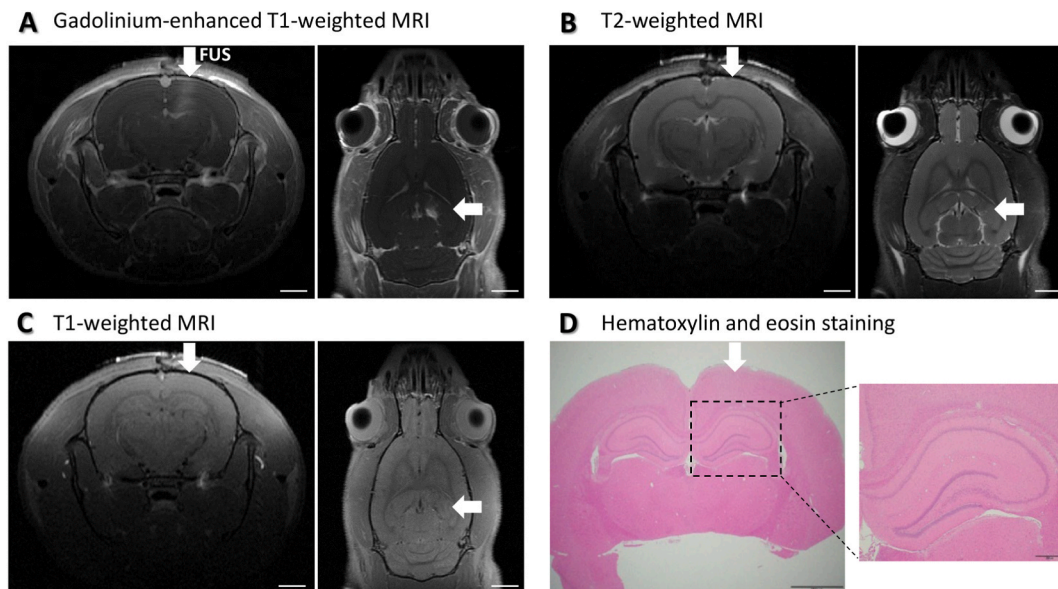 A Gadolinium-enhanced T1-weighted MRI
FUS
B T2-weighted MRI
C T1-weighted MRI
D Hematoxylin and eosin staining